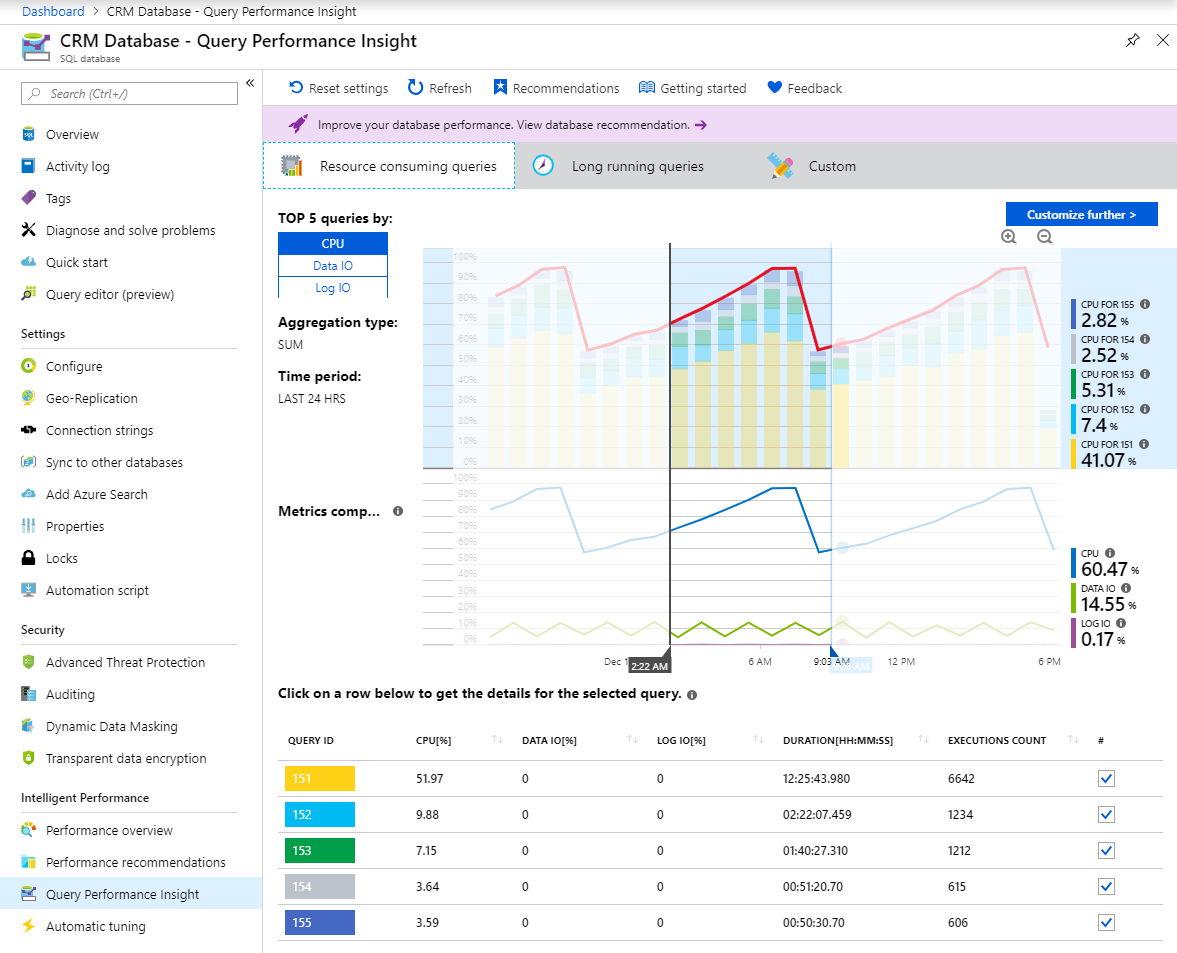 Dashboard > CRM Database - Query Performance Insight
CRM Database - Query Performance Insight
SQL database
Search (Ctrl+/)
«
Overview
Activity log
Tags
Diagnose and solve problems
Quick start
Query editor (preview)
Settings
Configure
Geo-Replication
Connection strings
Sync to other databases
Add Azure Search
Properties
Locks
Automation script
Security
Advanced Threat Protection
Auditing
Dynamic Data Masking
Transparent data encryption
Intelligent Performance
Performance overview
Performance recommendations
Query Performance Insight
Automatic tuning
Reset settings Refresh Recommendations Getting started Feedback
Improve your database performance. View database recommendation. →
Resource consuming queries Long running queries Custom
TOP 5 queries by:
CPU
Data IO
Log IO
Aggregation type:
SUM
Time period:
LAST 24 HRS
Customize further >
100%
90%
80%
70%
60%
50%
40%
30%
20%
10%
0%
CPU FOR 155
2.82 %
CPU FOR 154
2.52 %
CPU FOR 153
5.31 %
CPU FOR 152
7.4 %
CPU FOR 151
41.07 %
Metrics comp...
100%
90%
80%
70%
60%
50%
40%
30%
20%
10%
0%
CPU
60.47 %
DATA IO
14.55 %
LOG IO
0.17 %
Dec 1 2:22 AM 6 AM 9:03 AM 12 PM 6 PM
Click on a row below to get the details for the selected query.
QUERY ID CPU[%] DATA IO[%] LOG IO[%] DURATION[HH:MM:SS] EXECUTIONS COUNT #
151 51.97 0 0 12:25:43.980 6642
152 9.88 0 0 02:22:07.459 1234
153 7.15 0 0 01:40:27.310 1212
154 3.64 0 0 00:51:20.70 615
155 3.59 0 0 00:50:30.70 606